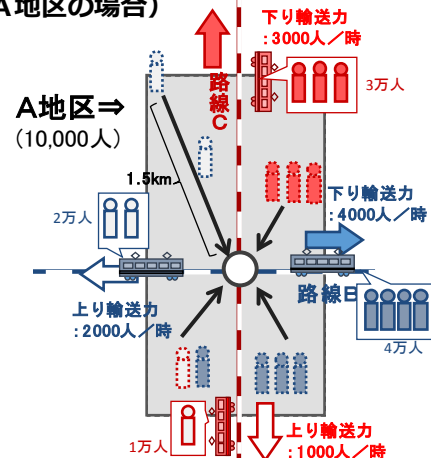 A地区の場合）
下り輸送力
：3000人／時
路線C
3万人
A地区⇒
（10,000人）
1.5km
2万人
下り輸送力
：4000人／時
路線B
上り輸送力
：2000人／時
4万人
1万人
上り輸送力
：1000人／時